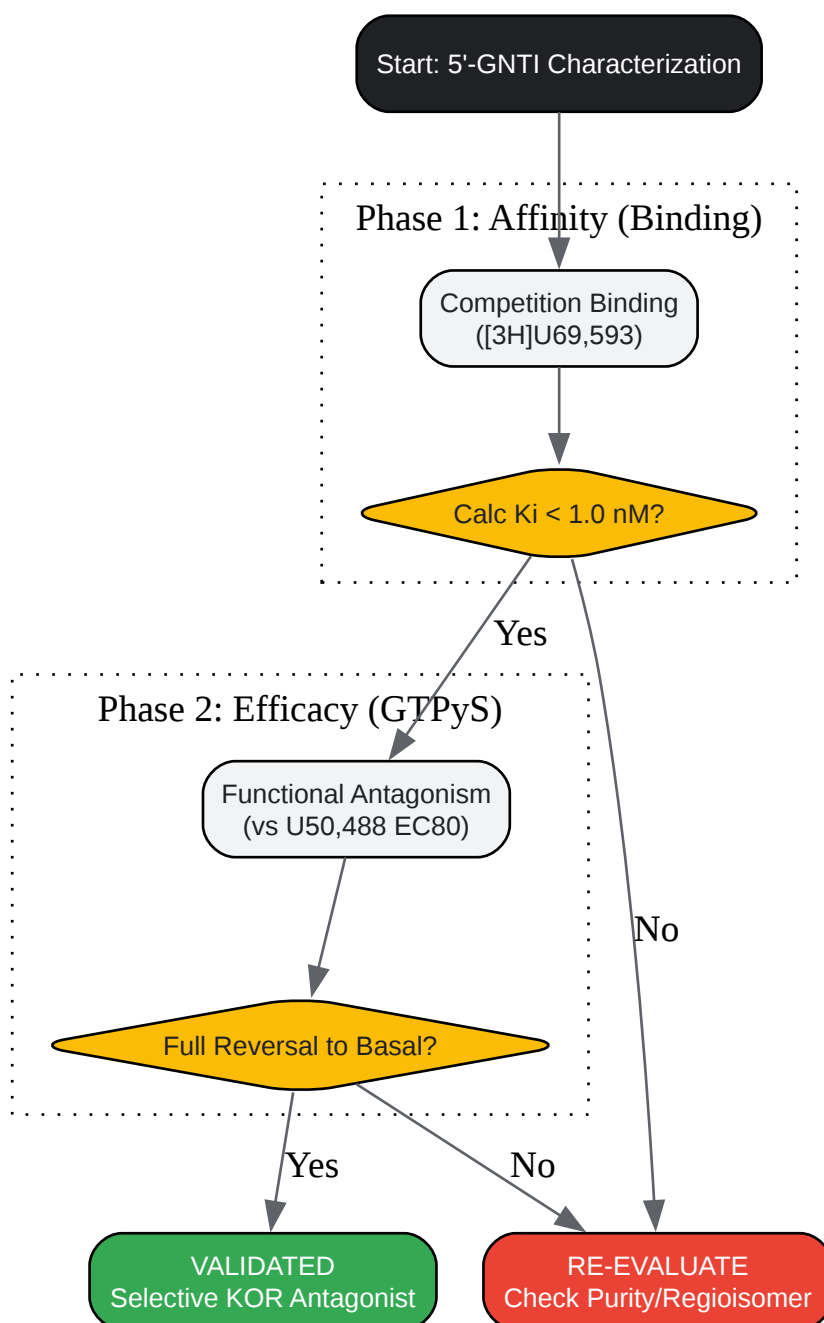 Start: 5'-GNTI Characterization
Phase 1: Affinity (Binding)
Competition Binding
([3H]U69,593)
Calc Ki < 1.0 nM?
Yes
Phase 2: Efficacy (GTPyS)
Functional Antagonism
(vs U50,488 EC80)
No
Full Reversal to Basal?
Yes
No
VALIDATED
Selective KOR Antagonist
RE-EVALUATE
Check Purity/Regioisomer